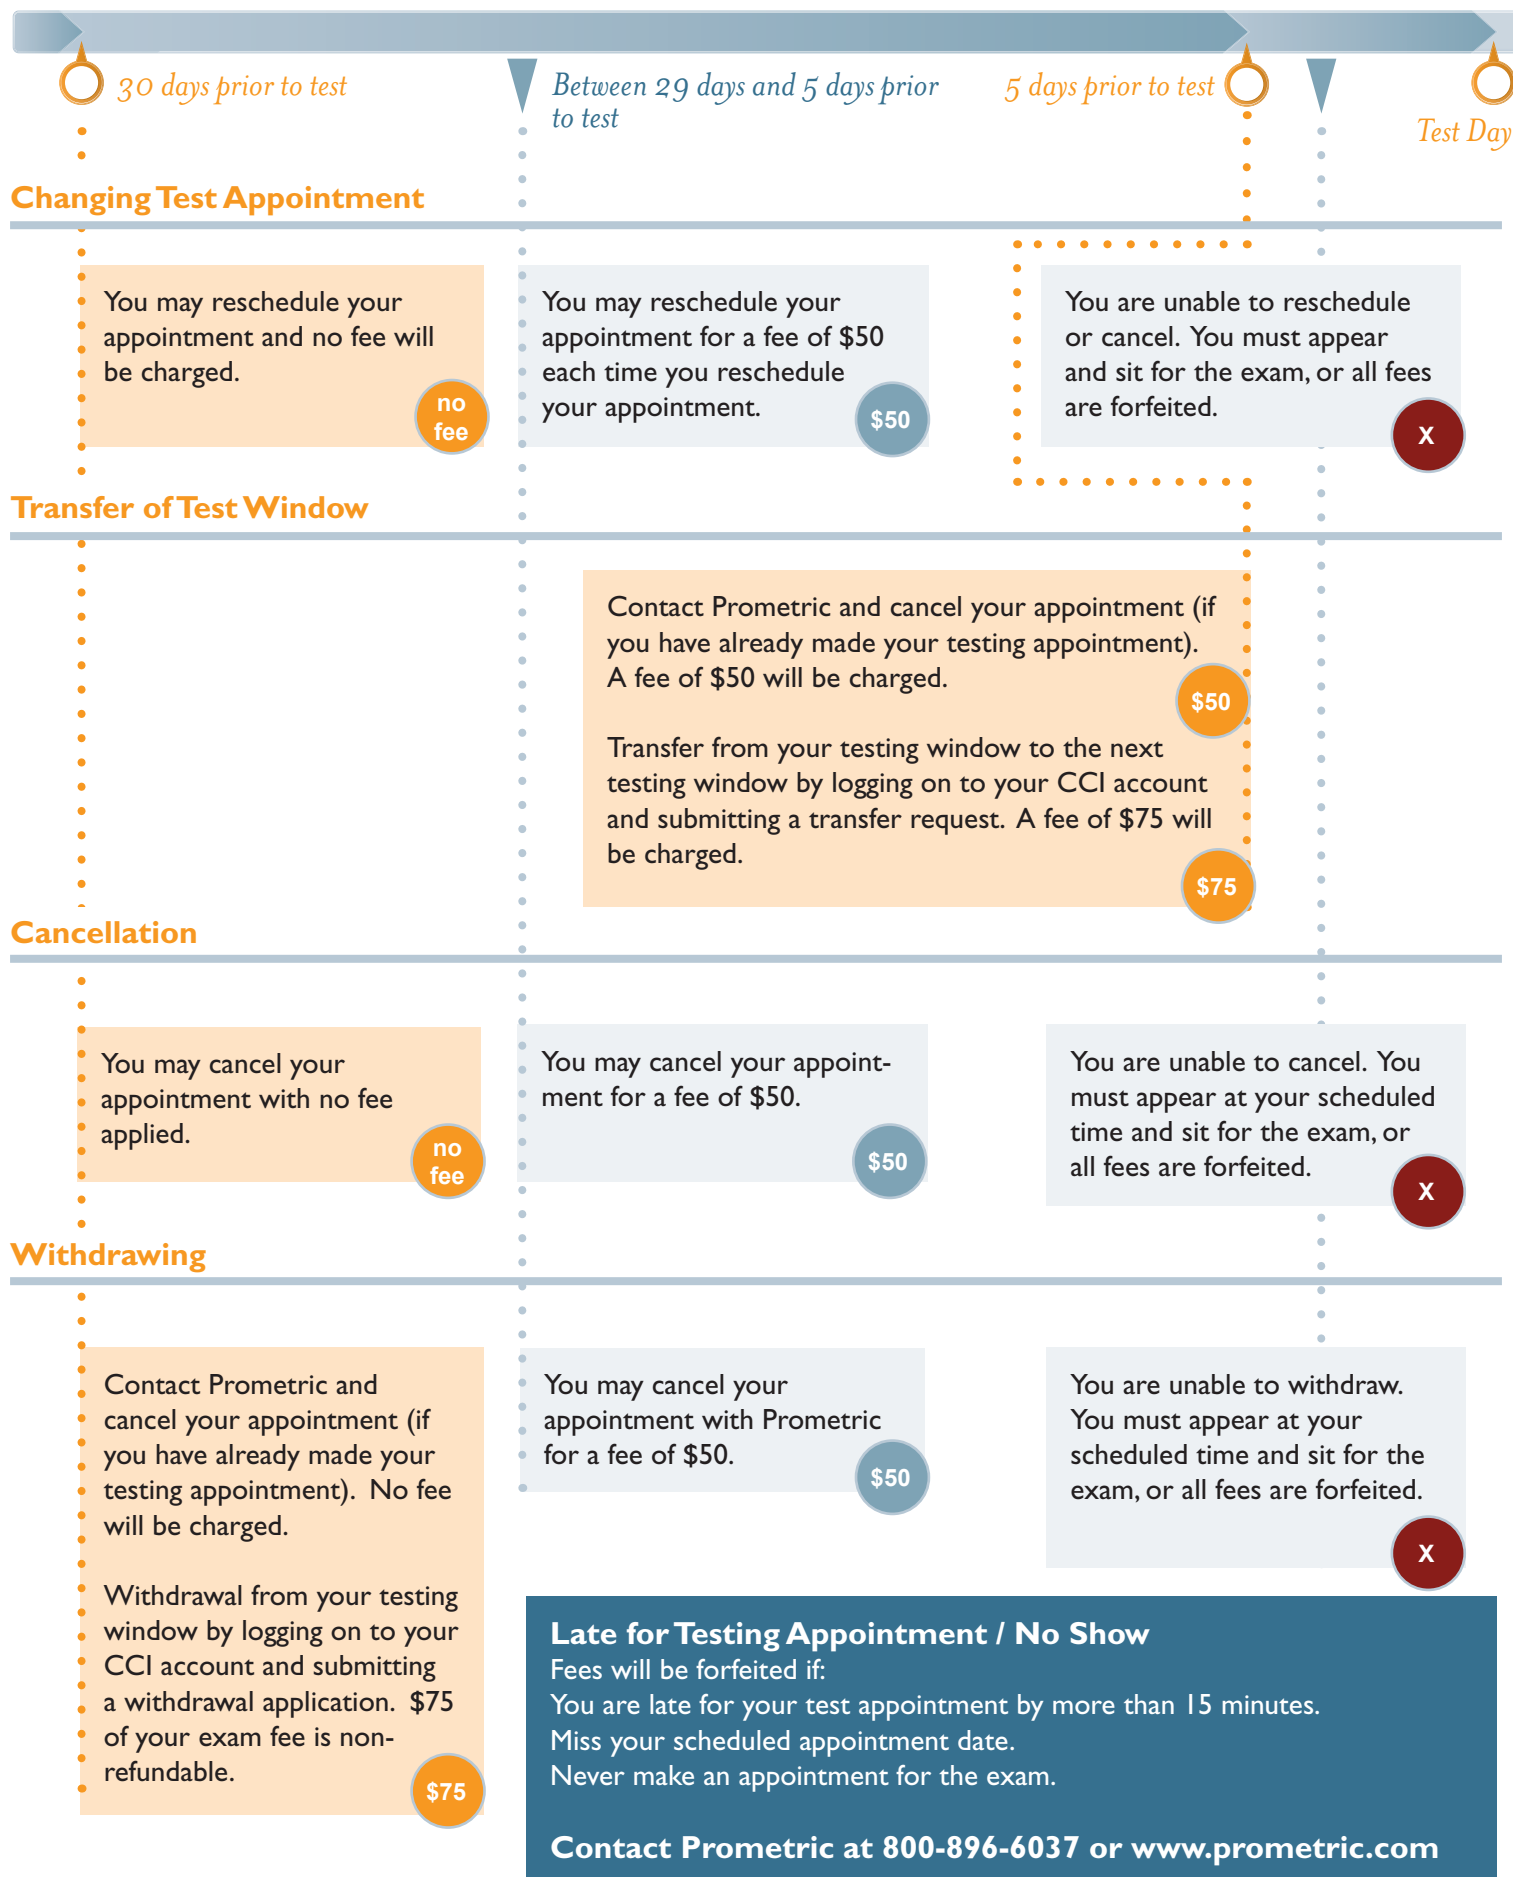 30 days prior to test
Between 29 days and 5 days prior
to test
5 days prior to test
Test Day
Changing Test Appointment
You may reschedule your
appointment and no fee will
be charged.
no
fee
You may reschedule your
appointment for a fee of $50
each time you reschedule
your appointment.
$50
You are unable to reschedule
or cancel. You must appear
and sit for the exam, or all fees
are forfeited.
X
Transfer of Test Window
Contact Prometric and cancel your appointment (if
you have already made your testing appointment).
A fee of $50 will be charged.
$50
Transfer from your testing window to the next
testing window by logging on to your CCI account
and submitting a transfer request. A fee of $75 will
be charged.
$75
Cancellation
You may cancel your
appointment with no fee
applied.
no
fee
You may cancel your appoint-
ment for a fee of $50.
$50
You are unable to cancel. You
must appear at your scheduled
time and sit for the exam, or
all fees are forfeited.
X
Withdrawing
Contact Prometric and
cancel your appointment (if
you have already made your
testing appointment). No fee
will be charged.
Withdrawal from your testing
window by logging on to your
CCI account and submitting
a withdrawal application. $75
of your exam fee is non-
refundable.
$75
You may cancel your
appointment with Prometric
for a fee of $50.
$50
You are unable to withdraw.
You must appear at your
scheduled time and sit for the
exam, or all fees are forfeited.
X
Late for Testing Appointment / No Show
Fees will be forfeited if:
You are late for your test appointment by more than 15 minutes.
Miss your scheduled appointment date.
Never make an appointment for the exam.
Contact Prometric at 800-896-6037 or www.prometric.com